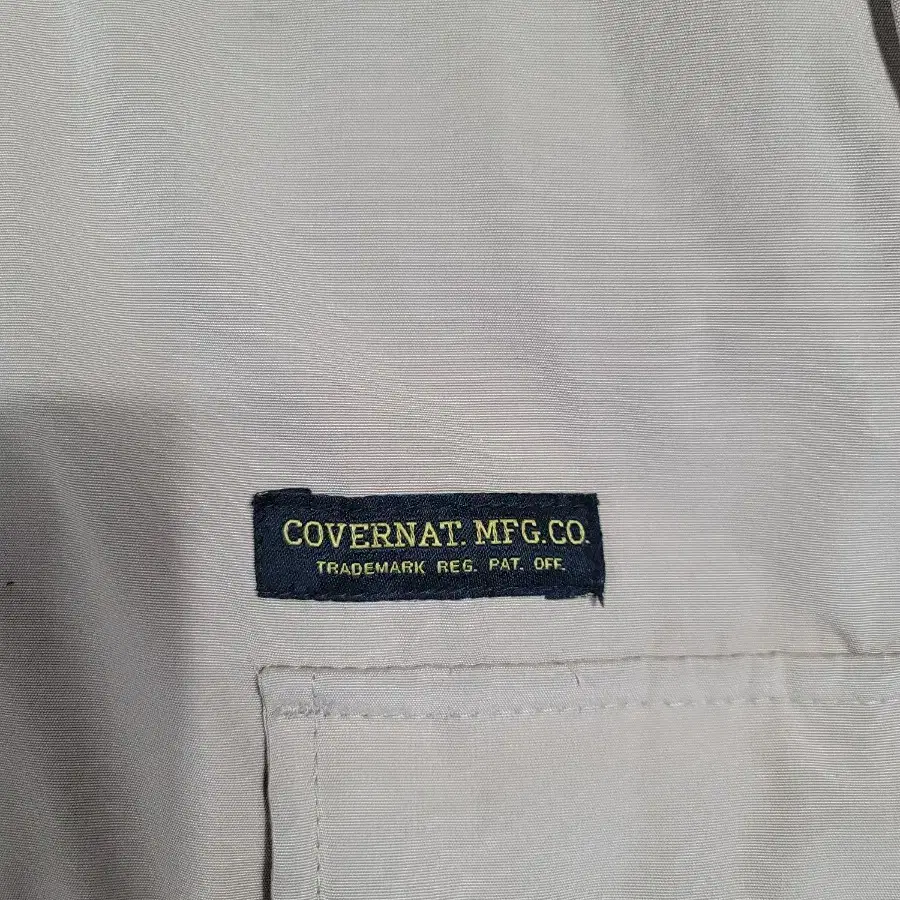 COVERNAT. MFG.CO.
TRADEMARK REG. PAT. OFF.